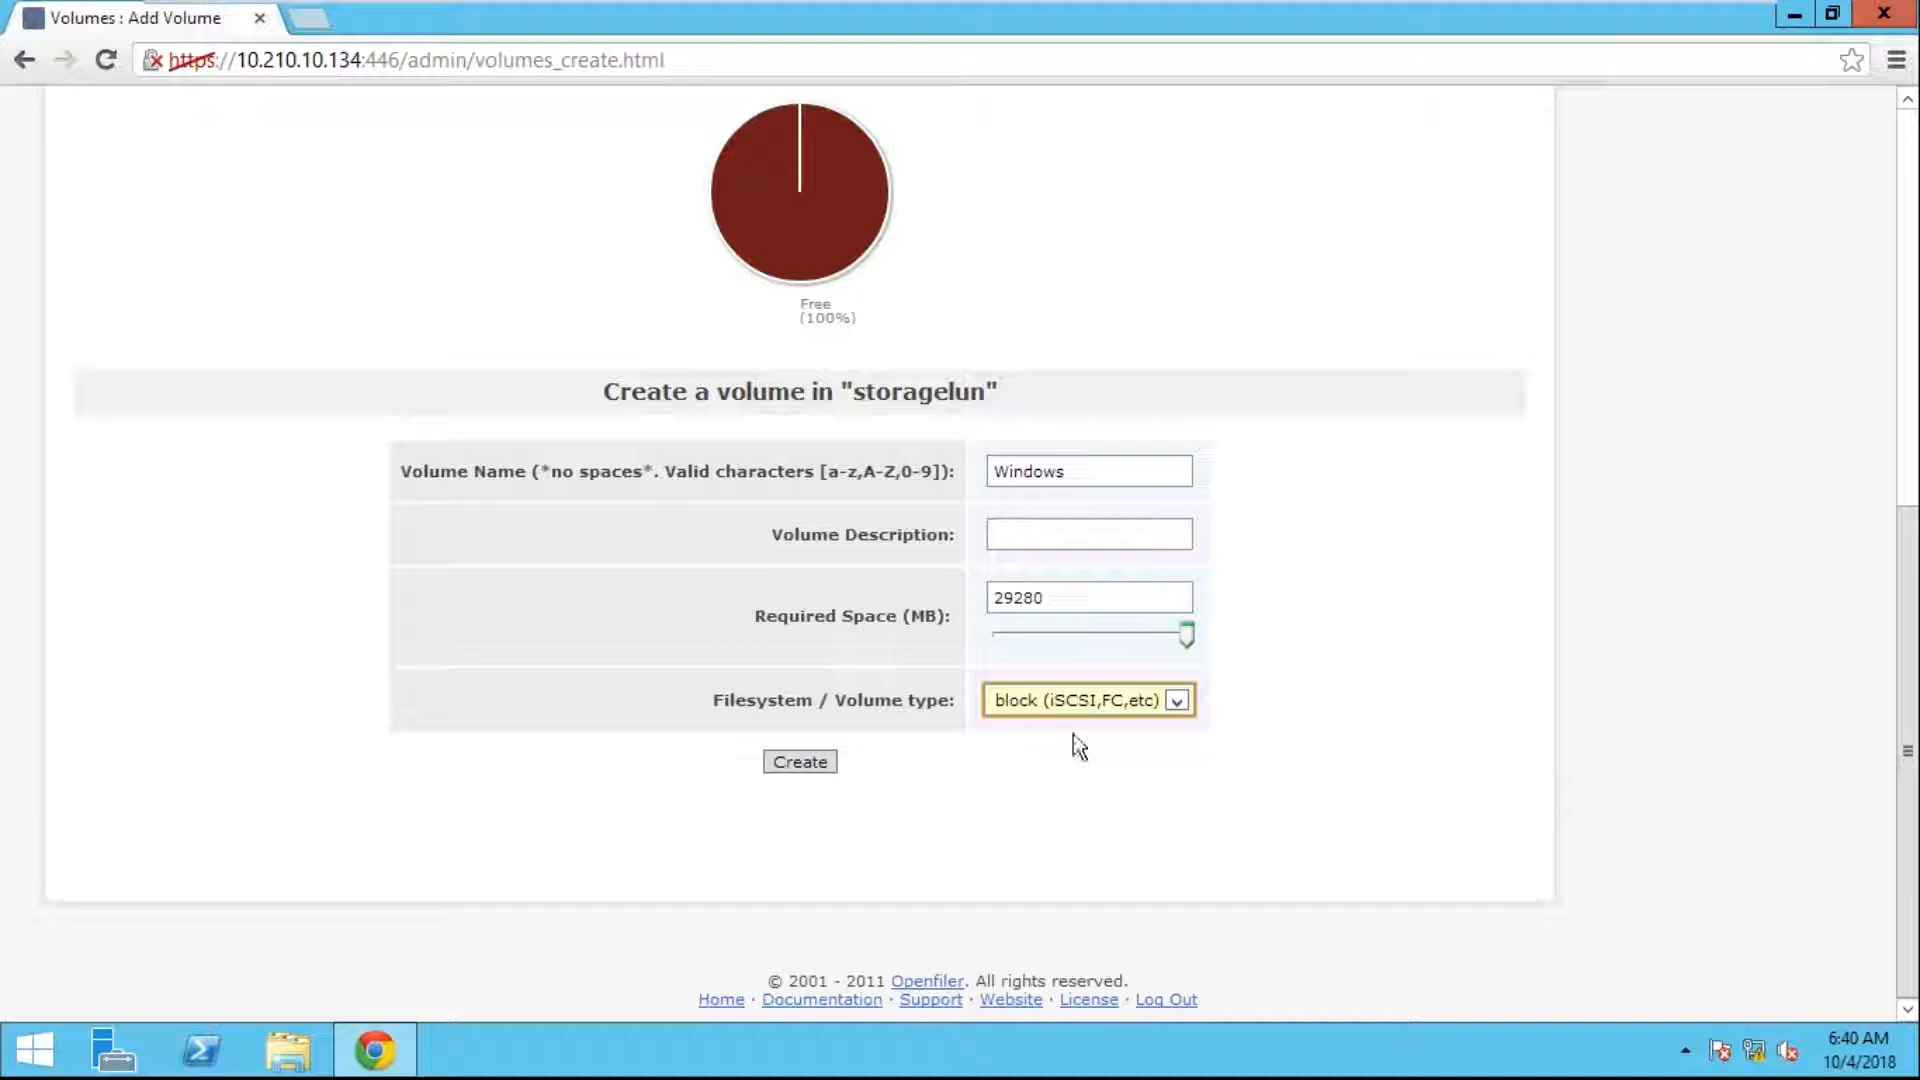 Volumes : Add Volume
https://10.210.10.134:446/admin/volumes_create.html
Free
(100%)
Create a volume in "storagelun"
Volume Name (*no spaces*. Valid characters [a-z,A-Z,0-9]): Windows
Volume Description:
Required Space (MB): 29280
Filesystem / Volume type: block (iSCSI,FC,etc)
Create
© 2001 - 2011 Openfiler. All rights reserved.
Home · Documentation · Support · Website · License · Log Out
6:40 AM
10/4/2018